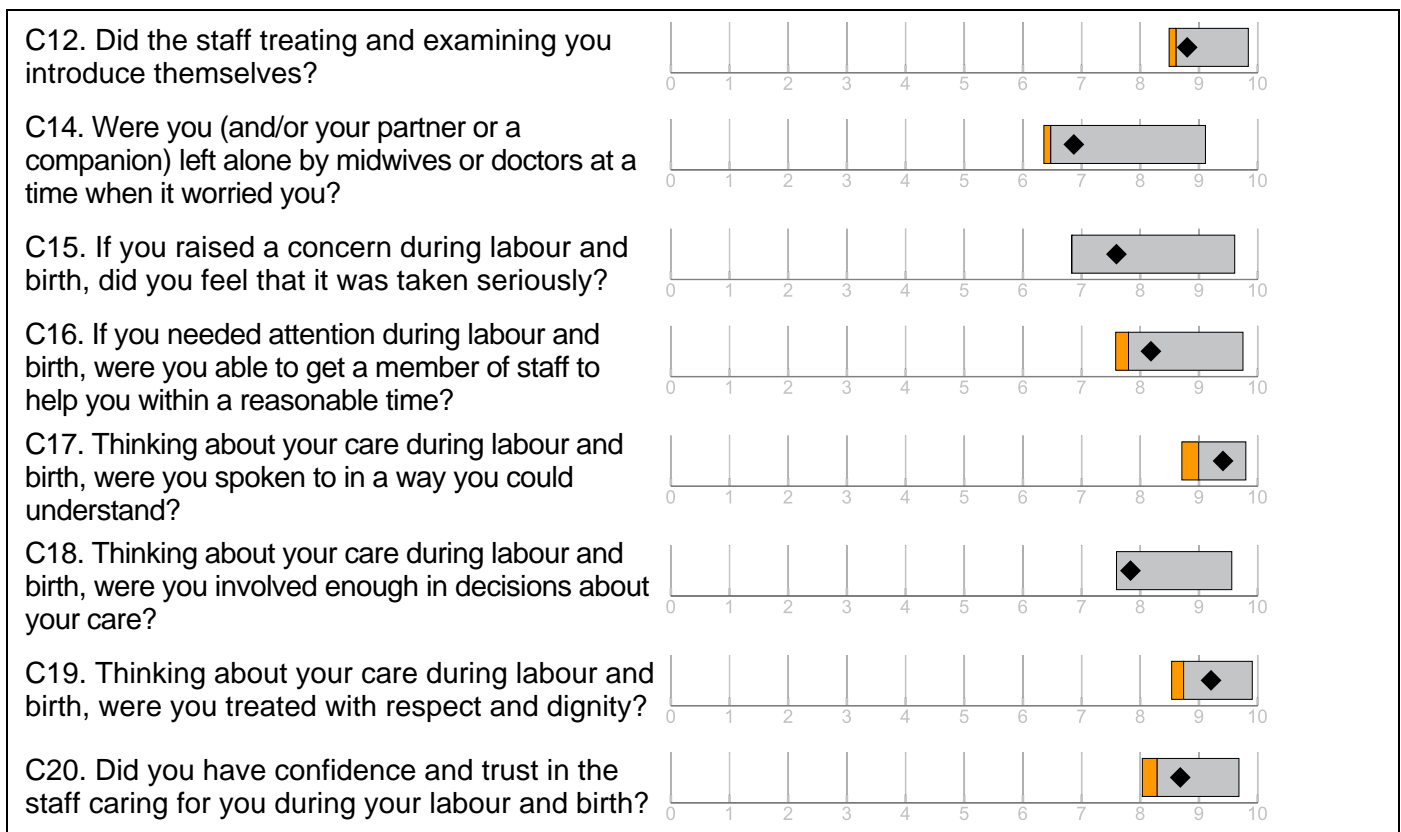 C12. Did the staff treating and examining you
introduce themselves?
0 1 2 3 4 5 6 7 8 9 10
C14. Were you (and/or your partner or a
companion) left alone by midwives or doctors at a
time when it worried you?
0 1 2 3 4 5 6 7 8 9 10
C15. If you raised a concern during labour and
birth, did you feel that it was taken seriously?
0 1 2 3 4 5 6 7 8 9 10
C16. If you needed attention during labour and
birth, were you able to get a member of staff to
help you within a reasonable time?
0 1 2 3 4 5 6 7 8 9 10
C17. Thinking about your care during labour and
birth, were you spoken to in a way you could
understand?
0 1 2 3 4 5 6 7 8 9 10
C18. Thinking about your care during labour and
birth, were you involved enough in decisions about
your care?
0 1 2 3 4 5 6 7 8 9 10
C19. Thinking about your care during labour and
birth, were you treated with respect and dignity?
0 1 2 3 4 5 6 7 8 9 10
C20. Did you have confidence and trust in the
staff caring for you during your labour and birth?
0 1 2 3 4 5 6 7 8 9 10